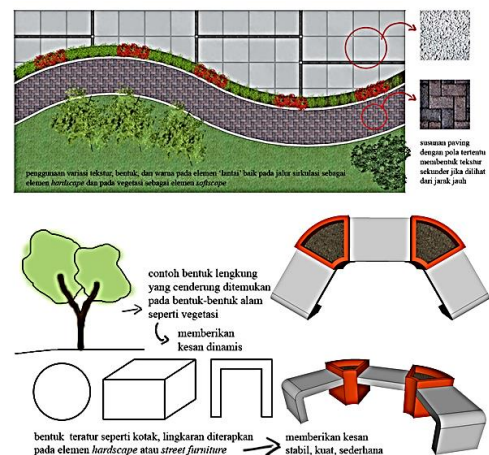 susunan paving
dengan pola tertentu
membentuk tekstur
sekunder jika dilihat
dari jarak jauh
penggunaan variasi tekstur, bentuk, dan warna pada elemen 'lantai' baik pada jalur sirkulasi sebagai
elemen hardscape dan pada vegetasi sebagai elemen softscape
contoh bentuk lengkung
yang cenderung ditemukan
pada bentuk-bentuk alam
seperti vegetasi
memberikan
kesan dinamis
bentuk teratur seperti kotak, lingkaran diterapkan
pada elemen hardscape atau street furniture
memberikan kesan
stabil, kuat, sederhana